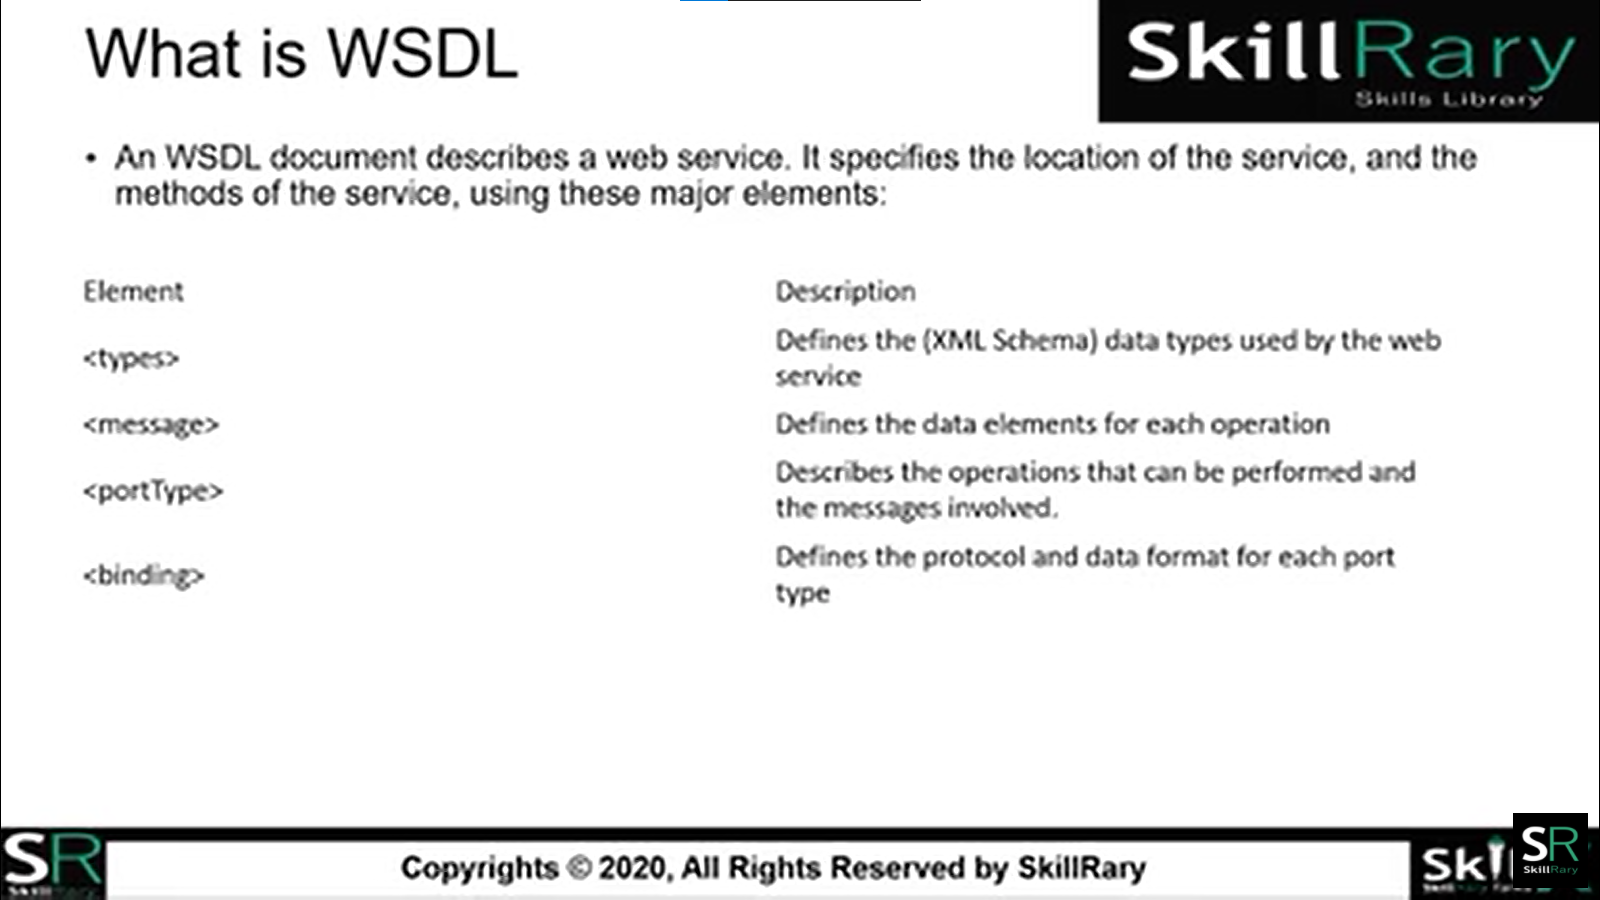 What is WSDL
SkillRary
Skills Library
• An WSDL document describes a web service. It specifies the location of the service, and the
methods of the service, using these major elements:
Element Description
<types> Defines the (XML Schema) data types used by the web
service
<message> Defines the data elements for each operation
<portType> Describes the operations that can be performed and
the messages involved.
<binding> Defines the protocol and data format for each port
type
SR
Copyrights © 2020, All Rights Reserved by SkillRary
SR
SkillRary